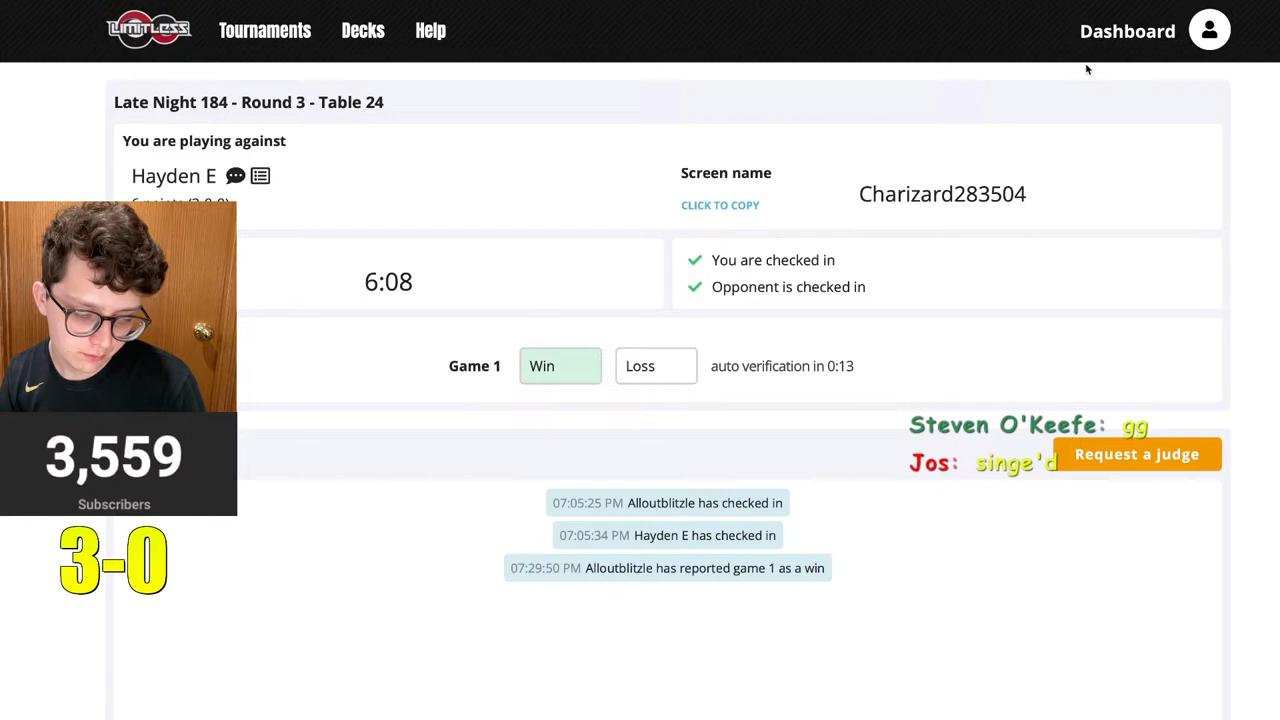 LIMITLESS
Tournaments
Decks
Help
Dashboard
Late Night 184 - Round 3 - Table 24
You are playing against
Hayden E
Screen name
CLICK TO COPY
Charizard283504
6:08
You are checked in
Opponent is checked in
Game 1
Win
Loss
auto verification in 0:13
Steven O'Keefe: gg
Jos: singe'd
Request a judge
3,559
Subscribers
3-0
07:05:25 PM Alloutblitzle has checked in
07:05:34 PM Hayden E has checked in
07:29:50 PM Alloutblitzle has reported game 1 as a win